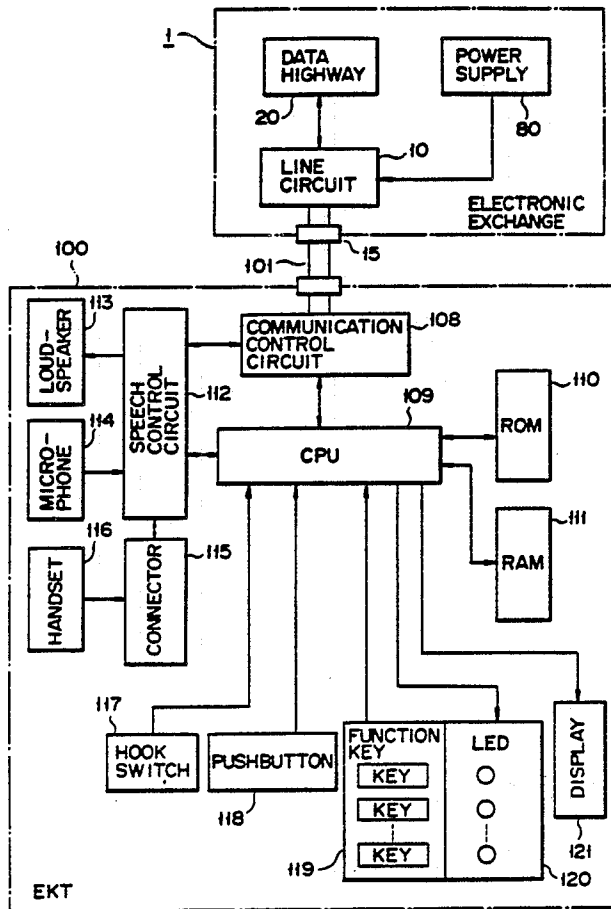 1
DATA
HIGHWAY
20
POWER
SUPPLY
80
10
LINE
CIRCUIT
ELECTRONIC
EXCHANGE
15
101
100
113
LOUD-
SPEAKER
COMMUNICATION
CONTROL
CIRCUIT
108
SPEECH
CONTROL
CIRCUIT
112
109
CPU
110
ROM
114
MICRO-
PHONE
111
RAM
116
HANDSET
115
CONNECTOR
117
HOOK
SWITCH
PUSHBUTTON
118
FUNCTION
KEY
KEY
KEY
KEY
119
LED
120
DISPLAY
121
EKT